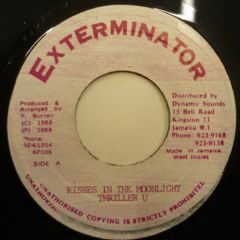 EXTERMINATOR
Produced &
Arranged by
P. Burrell
(C) 1988
(P) 1988
SIDE A
Distributed by
Dynamic Sounds
15 Bell Road
Kingston 11
Jamaica W.I.
Phones: 923-9168
923-9138
Made in Jamaica,
West Indies
KISSES IN THE MOONLIGHT
THRILLER U
UNAUTHORISED COPYING IS STRICTLY PROHIBITED